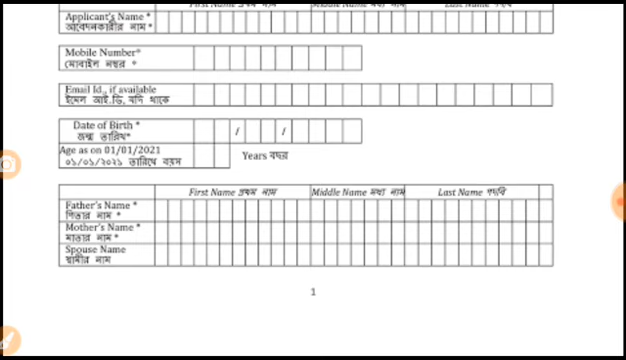 First Name প্রথম নাম Middle Name মধ্য নাম Last Name পদবি
Applicant's Name *
আবেদনকারীর নাম *
Mobile Number*
মোবাইল নম্বর *
Email Id., if available
ইমেল আই.ডি, যদি থাকে
Date of Birth *
জন্ম তারিখ*
/ /
Age as on 01/01/2021
০১/০১/২০২১ তারিখে বয়স
Years বছর
First Name প্রথম নাম Middle Name মধ্য নাম Last Name পদবি
Father's Name *
পিতার নাম *
Mother's Name *
মাতার নাম *
Spouse Name
স্বামীর নাম
1